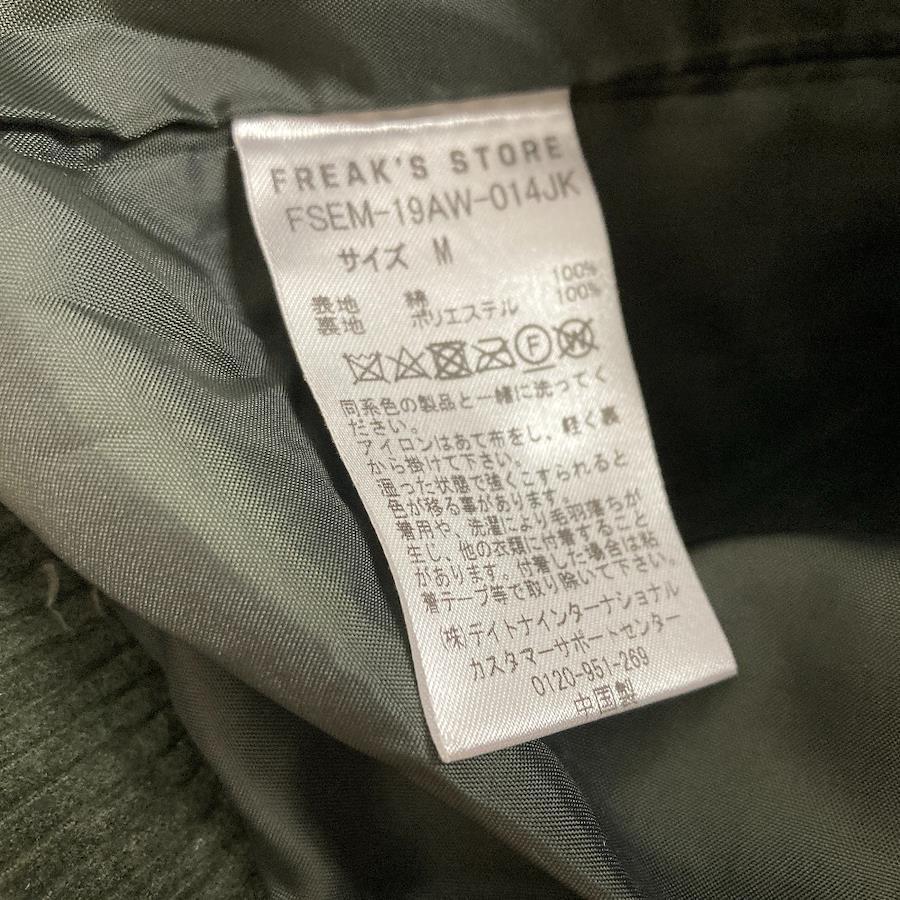 FREAK'S STORE
FSEM-19AW-014JK
サイズ M
表地 綿 100%
裏地 ポリエステル 100%
F W
同系色の製品と一緒に洗ってく
ださい。
アイロンはあて布をし、軽く裏
から掛けて下さい。
湿った状態で強くこすられると
色が移る事があります。
着用や、洗濯により毛羽落ちが
生じ、他の衣類に付着すること
があります。付着した場合は粘
着テープ等で取り除いて下さい。
(株)デイトナインターナショナル
カスタマーサポートセンター
0120-951-269
中国製